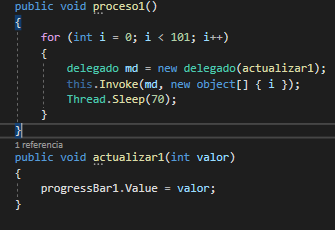 public void proceso1()
{
for (int i = 0; i < 101; i++)
{
delegado md = new delegado(actualizar1);
this.Invoke(md, new object[] { i });
Thread.Sleep(70);
}
}
1 referencia
public void actualizar1(int valor)
{
progressBar1.Value = valor;
}